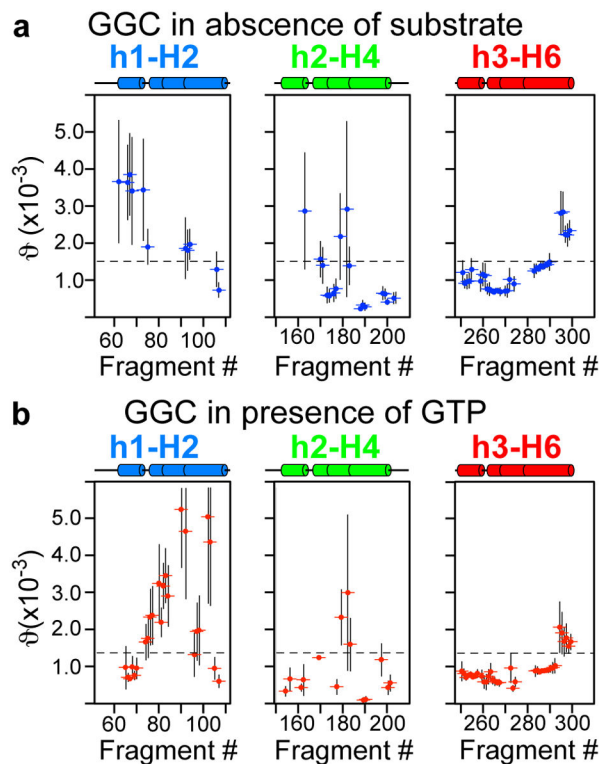 a GGC in abscence of substrate
h1-H2 h2-H4 h3-H6
ϑ (x10⁻³)
5.0
4.0
3.0
2.0
1.0
60 80 100 160 180 200 260 280 300
Fragment # Fragment # Fragment #
b GGC in presence of GTP
h1-H2 h2-H4 h3-H6
ϑ(x10⁻³)
5.0
4.0
3.0
2.0
1.0
60 80 100 160 180 200 260 280 300
Fragment # Fragment # Fragment #